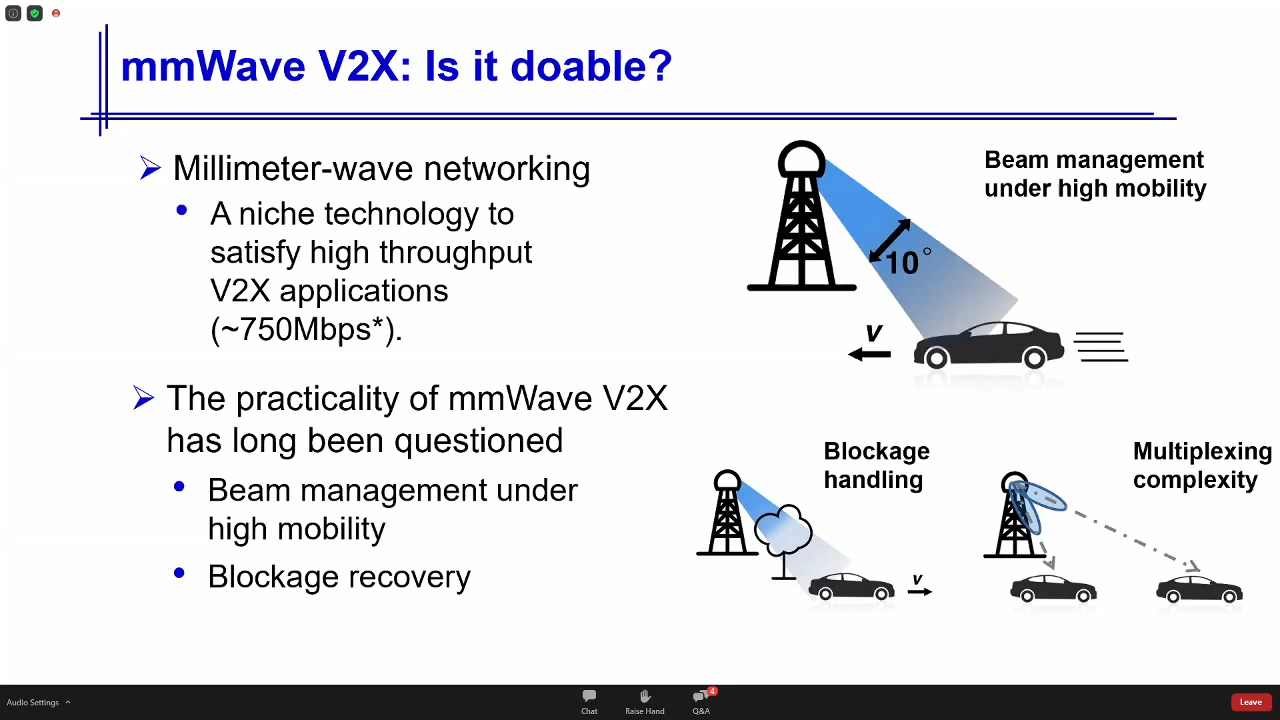 mmWave V2X: Is it doable?
Millimeter-wave networking
A niche technology to
satisfy high throughput
V2X applications
(~750Mbps*).
The practicality of mmWave V2X
has long been questioned
Beam management under
high mobility
Blockage recovery
Beam management
under high mobility
10°
v
Blockage
handling
v
Multiplexing
complexity
Audio Settings
Chat
Raise Hand
4
Q&A
Leave